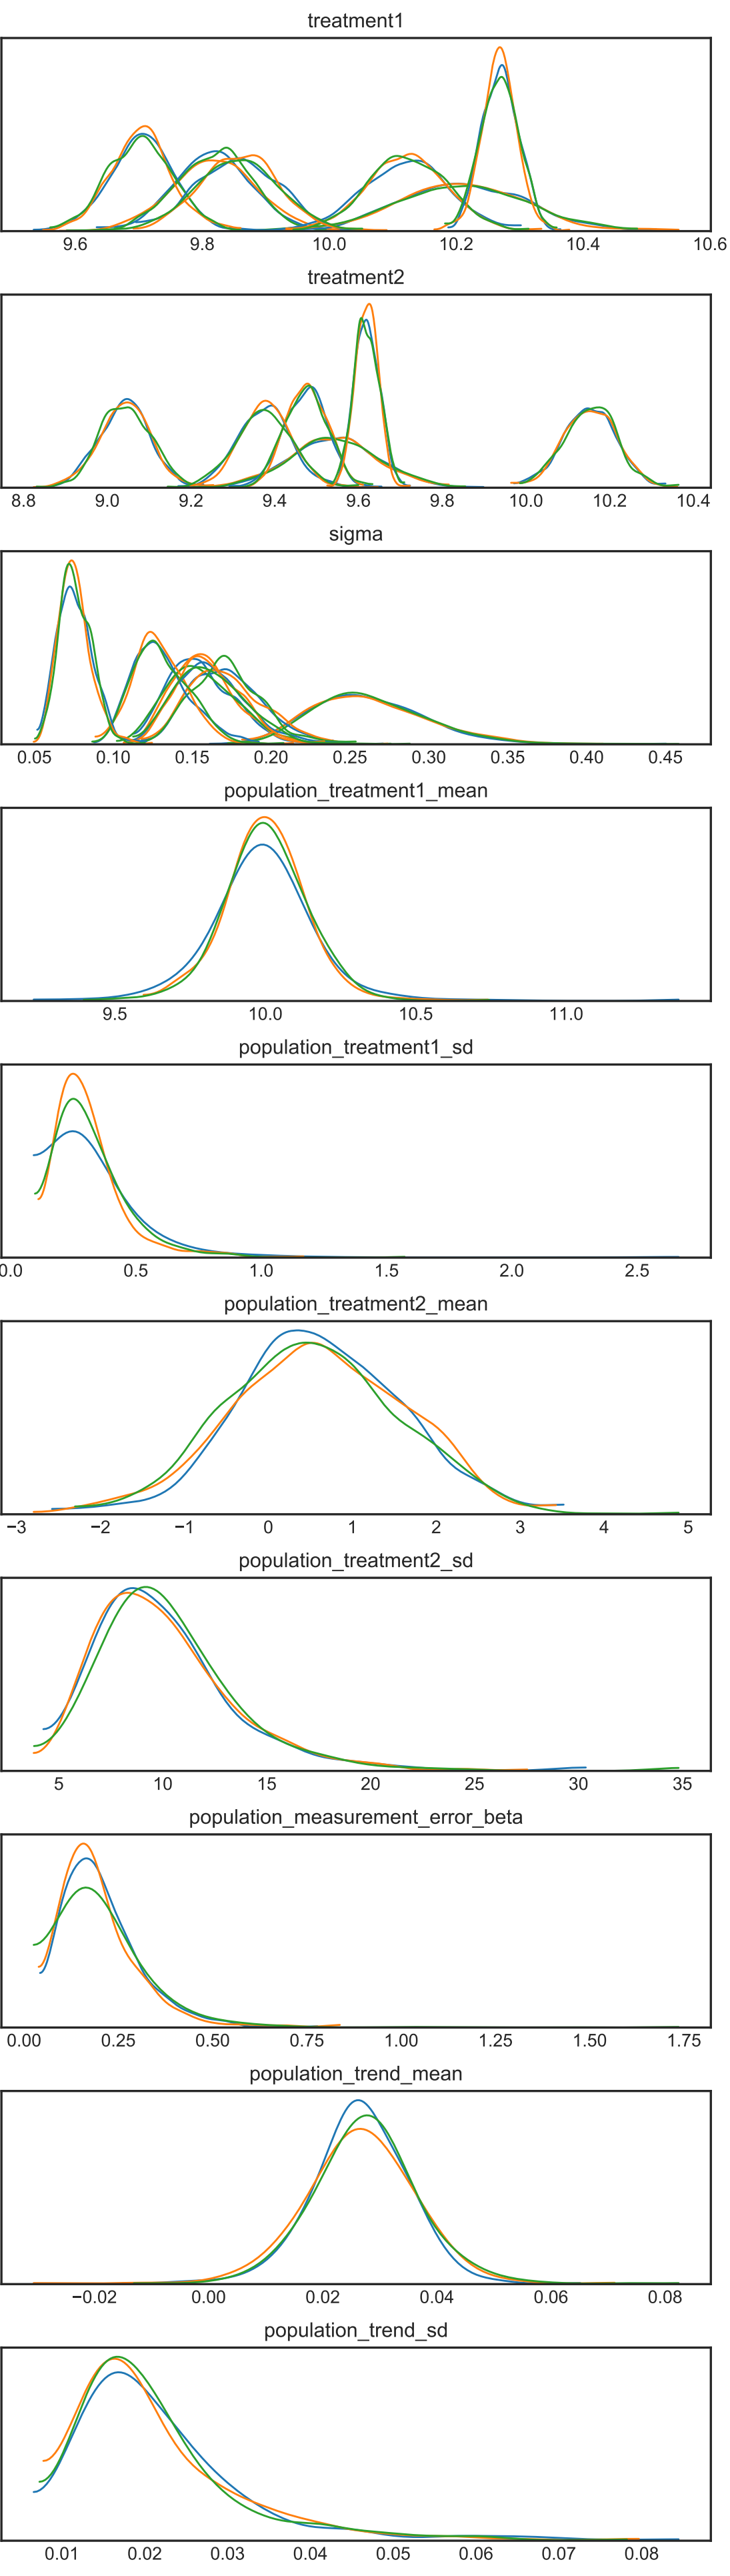 treatment1
9.6 9.8 10.0 10.2 10.4 10.6
treatment2
8.8 9.0 9.2 9.4 9.6 9.8 10.0 10.2 10.4
sigma
0.05 0.10 0.15 0.20 0.25 0.30 0.35 0.40 0.45
population_treatment1_mean
9.5 10.0 10.5 11.0
population_treatment1_sd
0.0 0.5 1.0 1.5 2.0 2.5
population_treatment2_mean
−3 −2 −1 0 1 2 3 4 5
population_treatment2_sd
5 10 15 20 25 30 35
population_measurement_error_beta
0.00 0.25 0.50 0.75 1.00 1.25 1.50 1.75
population_trend_mean
−0.02 0.00 0.02 0.04 0.06 0.08
population_trend_sd
0.01 0.02 0.03 0.04 0.05 0.06 0.07 0.08